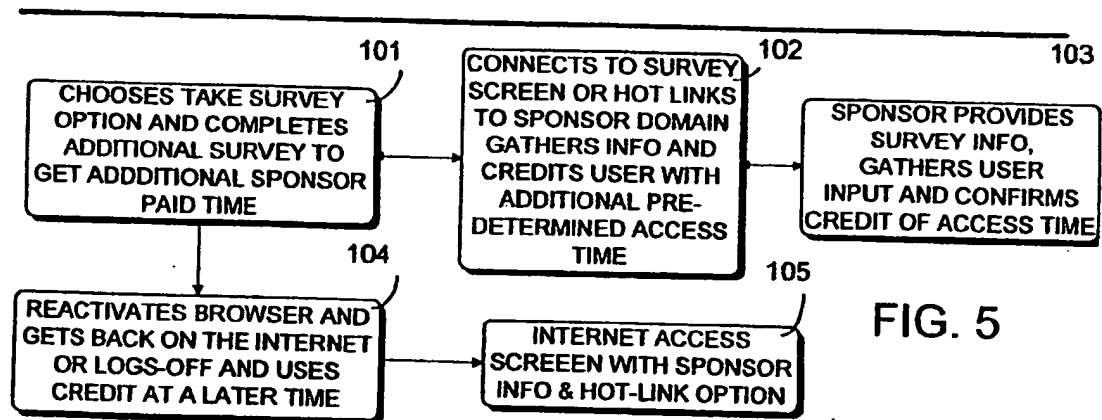 101
CHOOSES TAKE SURVEY
OPTION AND COMPLETES
ADDITIONAL SURVEY TO
GET ADDDITIONAL SPONSOR
PAID TIME
102
CONNECTS TO SURVEY
SCREEN OR HOT LINKS
TO SPONSOR DOMAIN
GATHERS INFO AND
CREDITS USER WITH
ADDITIONAL PRE-
DETERMINED ACCESS
TIME
103
SPONSOR PROVIDES
SURVEY INFO,
GATHERS USER
INPUT AND CONFIRMS
CREDIT OF ACCESS TIME
104
REACTIVATES BROWSER AND
GETS BACK ON THE INTERNET
OR LOGS-OFF AND USES
CREDIT AT A LATER TIME
105
INTERNET ACCESS
SCREEEN WITH SPONSOR
INFO & HOT-LINK OPTION
FIG. 5